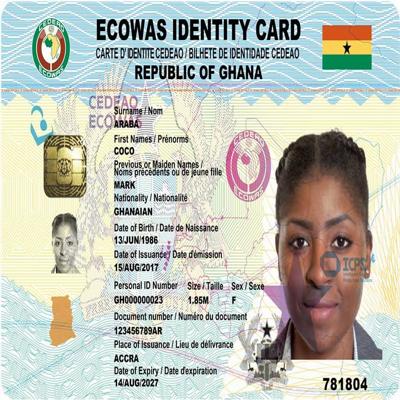 ECOWAS IDENTITY CARD
CARTE D' IDENTITE CEDEAO / BILHETE DE IDENTIDADE CEDEAO
REPUBLIC OF GHANA
CEDEAO
ECOWAS
Surname / Nom
ARABA
First Names / Prénorms
COCO
Previous or Maiden Names /
Noms précédents ou de jeune fille
MARK
Nationality / Nationalité
GHANAIAN
Date of Birth / Date de Naissance
13/JUN/1986
Date of Issuance / Date d'émission
15/AUG/2017
Personal ID Number Size / Taille Sex / Sexe
GH000000023 1.85M F
Document number / Numéro du document
123456789AR
Place of Issuance / Lieu de délivrance
ACCRA
Date of Expiry / Date d'expiration
14/AUG/2027
CEDEAO
ECOWAS
ICPS
781804